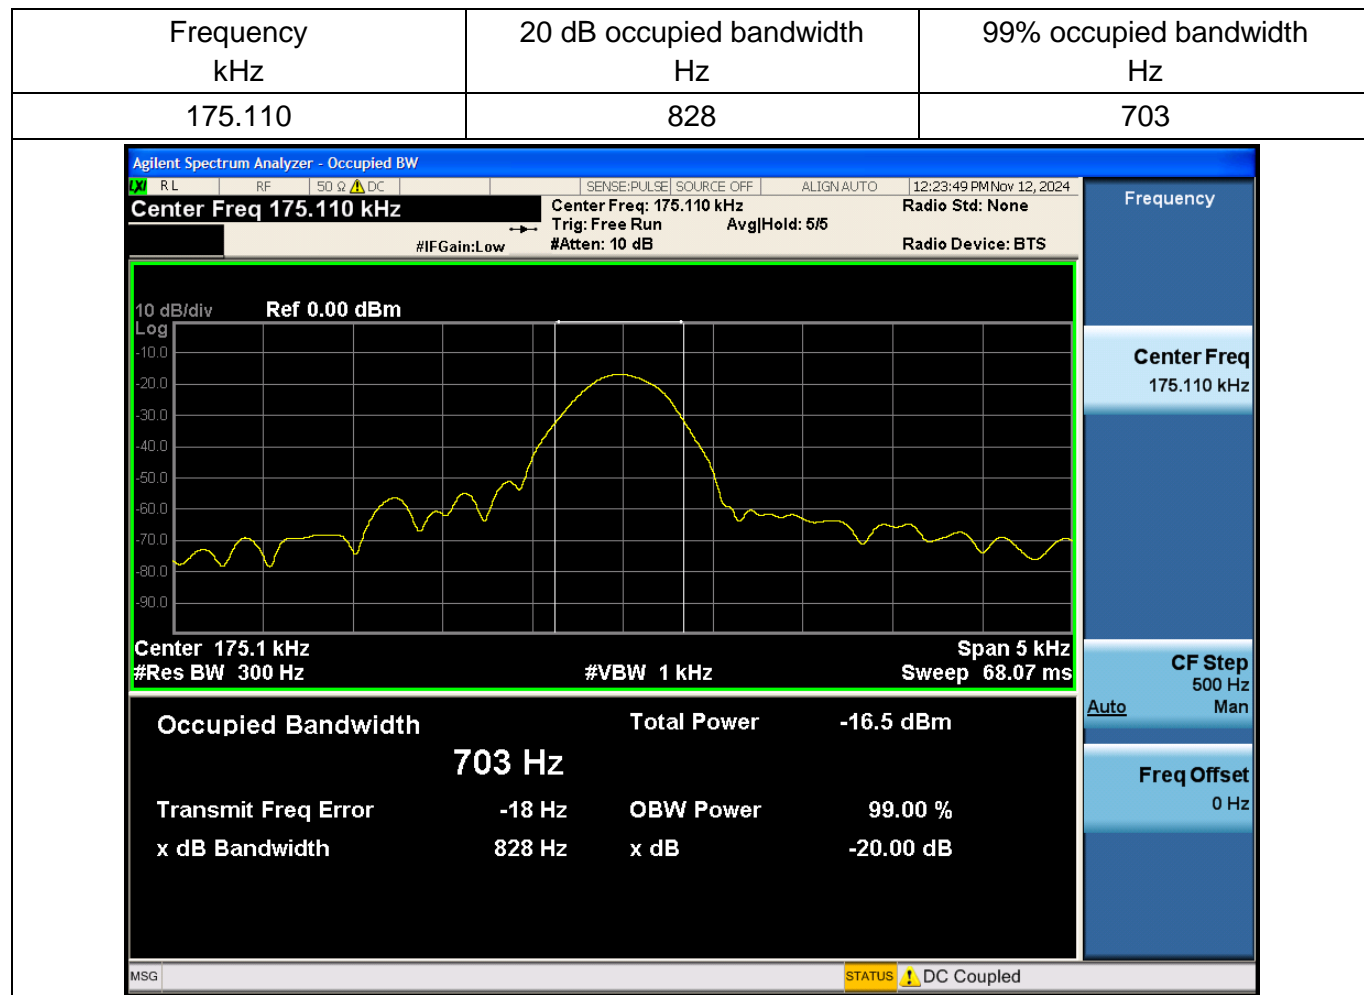 Frequency
kHz
20 dB occupied bandwidth
Hz
99% occupied bandwidth
Hz
175.110
828
703
Agilent Spectrum Analyzer - Occupied BW
LXI RL RF 50 Ω DC SENSE:PULSE SOURCE OFF ALIGN AUTO 12:23:49 PM Nov 12, 2024
Center Freq 175.110 kHz
Center Freq: 175.110 kHz
Radio Std: None
Trig: Free Run Avg|Hold: 5/5
#IFGain:Low
#Atten: 10 dB
Radio Device: BTS
10 dB/div Ref 0.00 dBm
Log
-10.0
-20.0
-30.0
-40.0
-50.0
-60.0
-70.0
-80.0
-90.0
Center 175.1 kHz Span 5 kHz
#Res BW 300 Hz #VBW 1 kHz Sweep 68.07 ms
Occupied Bandwidth
703 Hz
Total Power -16.5 dBm
Transmit Freq Error -18 Hz OBW Power 99.00 %
x dB Bandwidth 828 Hz x dB -20.00 dB
Frequency
Center Freq
175.110 kHz
CF Step
500 Hz
Auto Man
Freq Offset
0 Hz
MSG STATUS DC Coupled